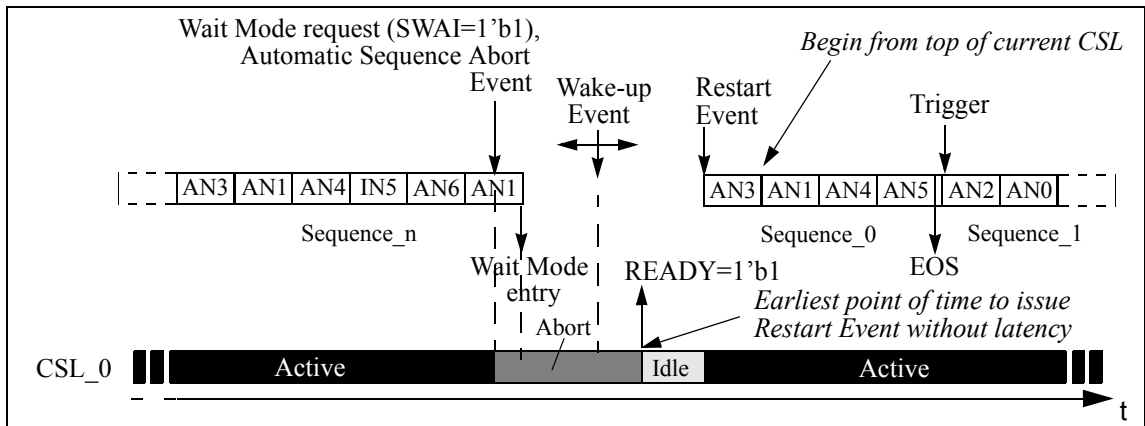 Wait Mode request (SWAI=1'b1),
Automatic Sequence Abort
Event
Wake-up
Event
Restart
Event
Begin from top of current CSL
Trigger
AN3 AN1 AN4 IN5 AN6 AN1
AN3 AN1 AN4 AN5 AN2 AN0
Sequence_n
Sequence_0
Sequence_1
Wait Mode
entry
READY=1'b1
EOS
Earliest point of time to issue
Restart Event without latency
Abort
CSL_0
Active
Idle
Active
t